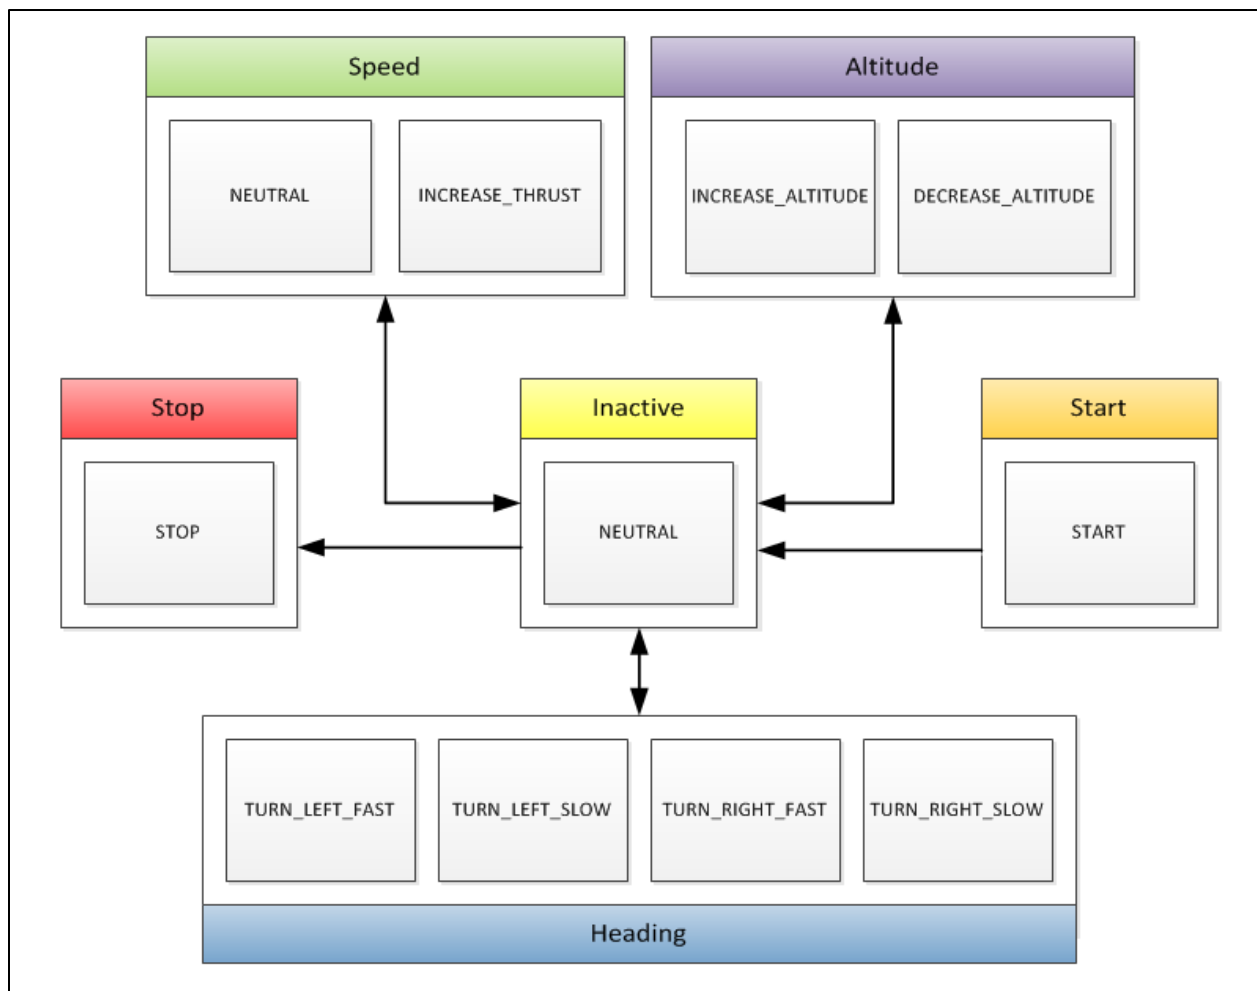 Speed
Altitude
NEUTRAL
INCREASE_THRUST
INCREASE_ALTITUDE
DECREASE_ALTITUDE
Stop
Inactive
Start
STOP
NEUTRAL
START
TURN_LEFT_FAST
TURN_LEFT_SLOW
TURN_RIGHT_FAST
TURN_RIGHT_SLOW
Heading